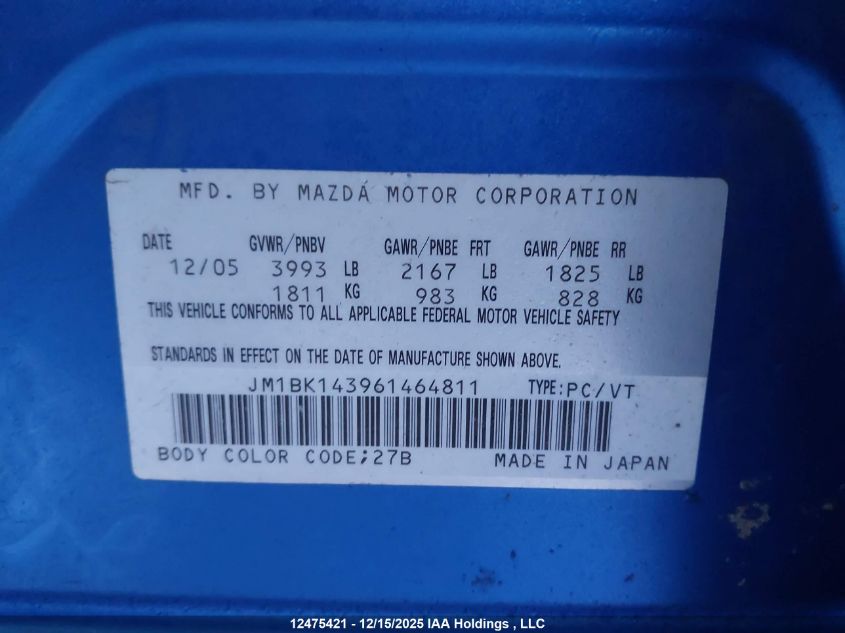 MFD. BY MAZDA MOTOR CORPORATION
DATE GVWR/PNBV GAWR/PNBE FRT GAWR/PNBE RR
12/05 3993 LB 2167 LB 1825 LB
1811 KG 983 KG 828 KG
THIS VEHICLE CONFORMS TO ALL APPLICABLE FEDERAL MOTOR VEHICLE SAFETY
STANDARDS IN EFFECT ON THE DATE OF MANUFACTURE SHOWN ABOVE.
JM1BK143961464811 TYPE:PC/VT
BODY COLOR CODE;27B MADE IN JAPAN
12475421 - 12/15/2025 IAA Holdings , LLC